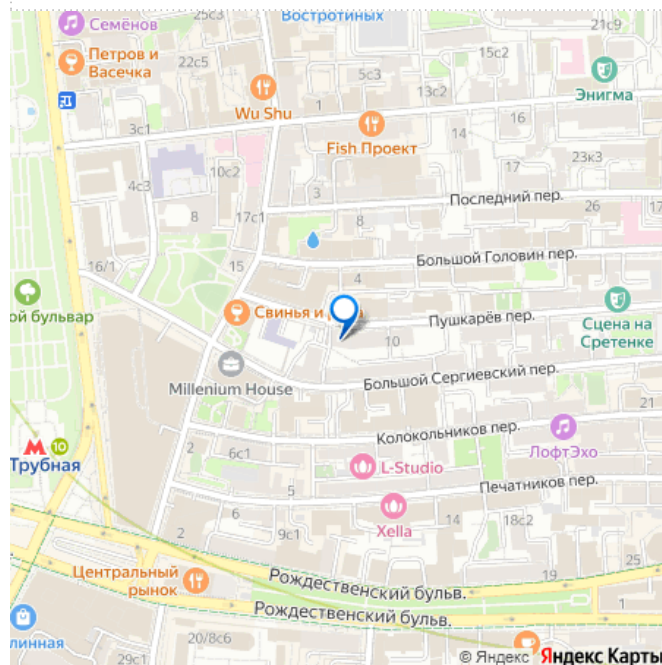 25с3
Востротиных
21с9
Семёнов
Петров и
Васечка
22с5
5с3
15с2
13с2
Энигма
Wu Shu
1
16
3с1
Fish Проект
14
10с2
17
23к3
4с3
3
Последний пер.
26
8
17с1
8
17
Большой Головин пер.
16/1
15
4
ой бульвар
Свинья и
Пушкарёв пер.
Сцена на
Сретенке
10
Millenium House
Большой Сергиевский пер.
21
2
Колокольников пер.
ЛофтЭхо
10
Трубная
6с1
L-Studio
5
Печатников пер.
6
Xella
14
18с2
2
9с1
Центральный
рынок
Рождественский бульв.
19
25
Рождественский бульв.
1
линная
20/8с6
29с1
© Яндекс Яндекс Карты